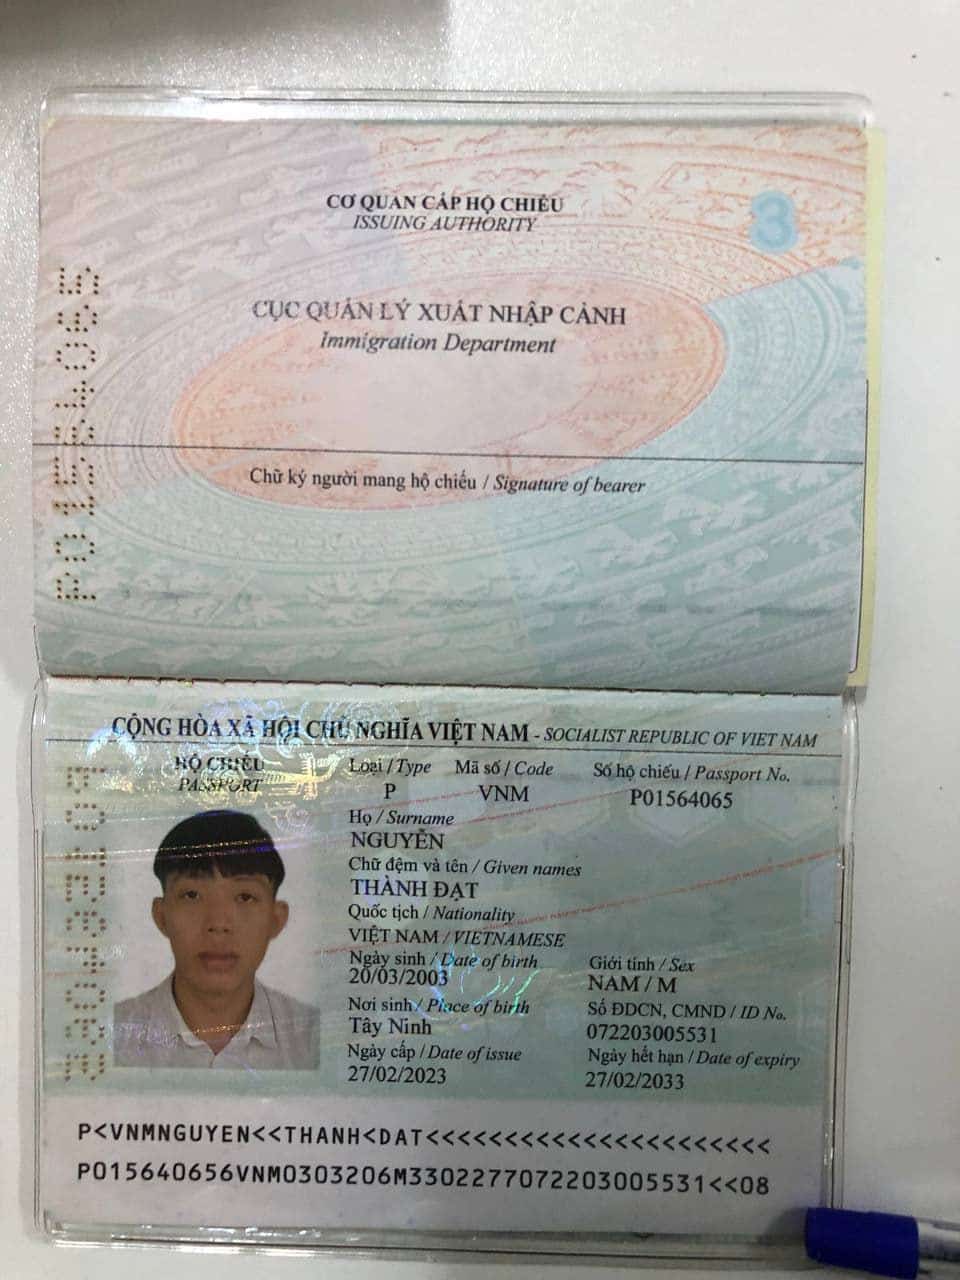 CƠ QUAN CẤP HỘ CHIẾU
ISSUING AUTHORITY
3
CỤC QUẢN LÝ XUẤT NHẬP CẢNH
Immigration Department
Chữ ký người mang hộ chiếu / Signature of bearer
P01564065
CỘNG HÒA XÃ HỘI CHỦ NGHĨA VIỆT NAM - SOCIALIST REPUBLIC OF VIET NAM
HỘ CHIẾU
PASSPORT
Loại / Type Mã số / Code Số hộ chiếu / Passport No.
P VNM P01564065
Họ / Surname
NGUYỄN
Chữ đệm và tên / Given names
THÀNH ĐẠT
Quốc tịch / Nationality
VIỆT NAM / VIETNAMESE
Ngày sinh / Date of birth Giới tính / Sex
20/03/2003 NAM / M
Nơi sinh / Place of birth Số ĐDCN, CMND / ID No.
Tây Ninh 072203005531
Ngày cấp / Date of issue Ngày hết hạn / Date of expiry
27/02/2023 27/02/2033
P01564065
P<VNMNGUYEN<<THANH<DAT<<<<<<<<<<<<<<<<<<<<<<
P015640656VNM0303206M3302277072203005531<<08